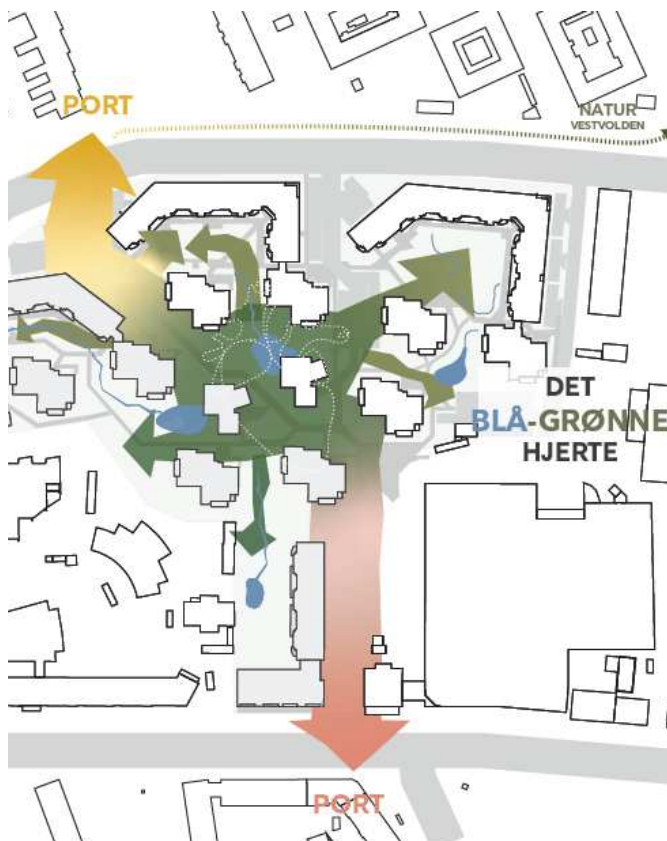 PORT
NATUR
VESTVOLDEN
DET
BLÅ-GRØNNE
HJERTE
PORT